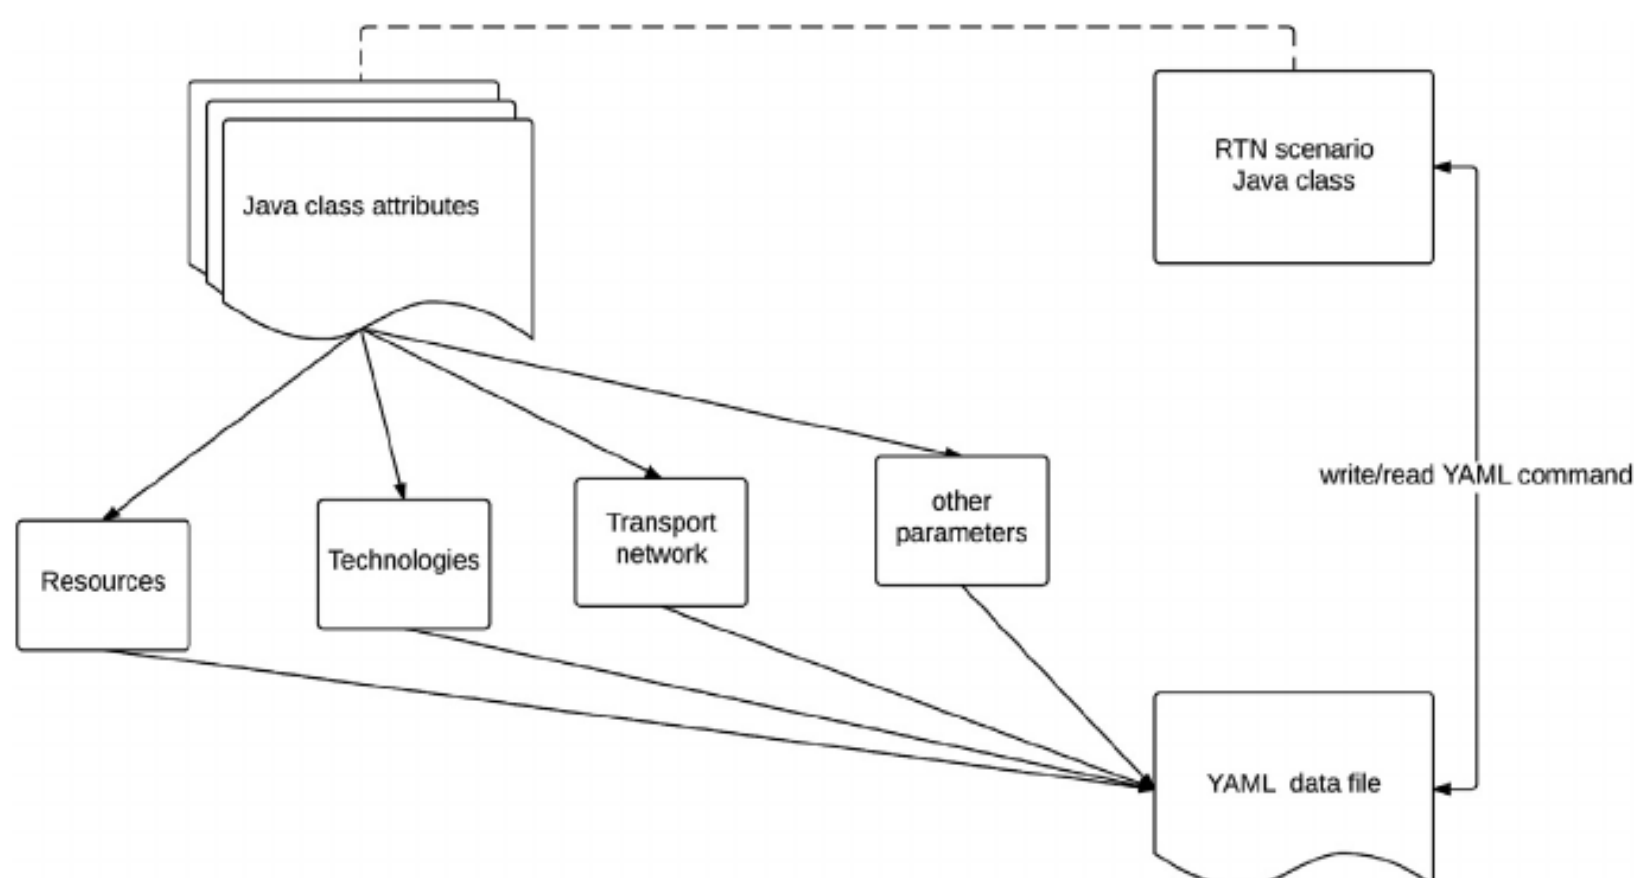 RTN scenario
Java class
Java class attributes
write/read YAML command
other
parameters
Transport
network
Technologies
Resources
YAML  data file